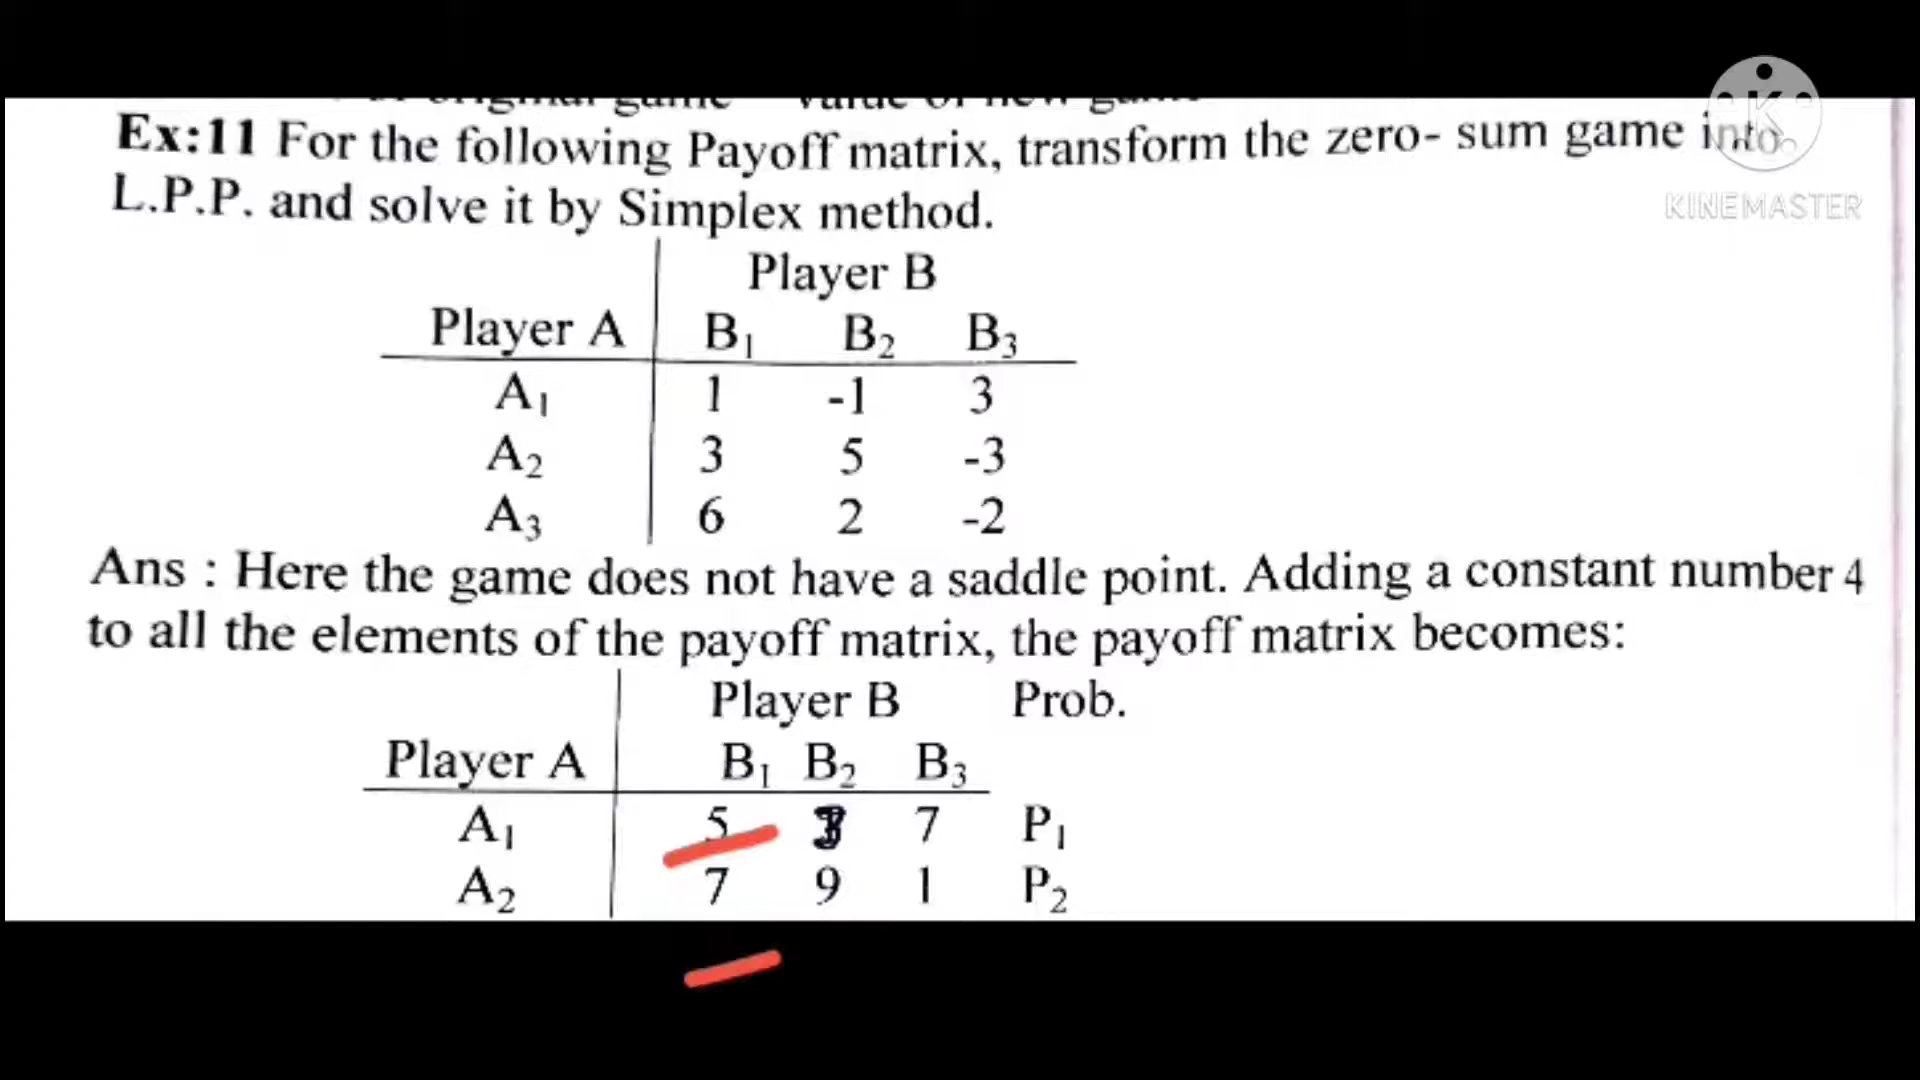 Ex:11 For the following Payoff matrix, transform the zero- sum game into
L.P.P. and solve it by Simplex method.
Player B
Player A B₁ B₂ B₃
A₁ 1 -1 3
A₂ 3 5 -3
A₃ 6 2 -2
Ans : Here the game does not have a saddle point. Adding a constant number 4
to all the elements of the payoff matrix, the payoff matrix becomes:
Player B Prob.
Player A B₁ B₂ B₃
A₁ 5 3 7 P₁
A₂ 7 9 1 P₂
K
KINEMASTER